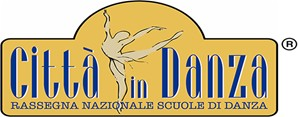 Città in Danza ®
RASSEGNA NAZIONALE SCUOLE DI DANZA